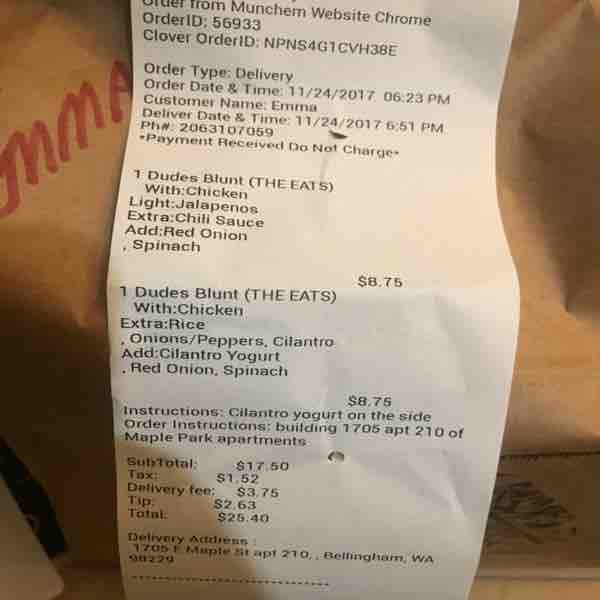 Order from Munchem Website Chrome
OrderID: 56933
Clover OrderID: NPNS4G1CVH38E
Order Type: Delivery
Order Date & Time: 11/24/2017 06:23 PM
Customer Name: Emma
Deliver Date & Time: 11/24/2017 6:51 PM
Ph#: 2063107059
*Payment Received Do Not Charge*
1 Dudes Blunt (THE EATS)
With:Chicken
Light:Jalapenos
Extra:Chili Sauce
Add:Red Onion
, Spinach
$8.75
1 Dudes Blunt (THE EATS)
With:Chicken
Extra:Rice
, Onions/Peppers, Cilantro
Add:Cilantro Yogurt
, Red Onion, Spinach
$8.75
Instructions: Cilantro yogurt on the side
Order Instructions: building 1705 apt 210 of
Maple Park apartments
SubTotal: $17.50
Tax: $1.52
Delivery fee: $3.75
Tip: $2.63
Total: $25.40
Delivery Address :
1705 E Maple St apt 210, , Bellingham, WA
98229
------------------------------
Emma